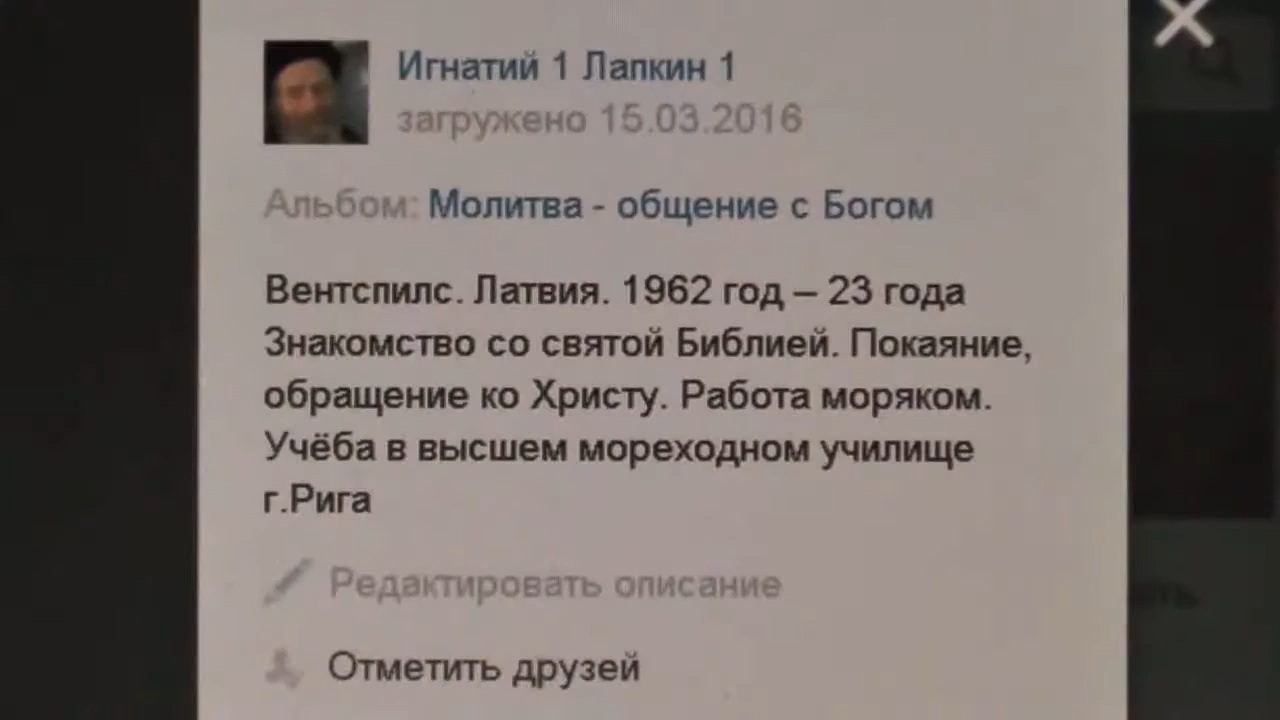 Игнатий 1 Лапкин 1
загружено 15.03.2016
Альбом: Молитва - общение с Богом
Вентспилс. Латвия. 1962 год – 23 года
Знакомство со святой Библией. Покаяние,
обращение ко Христу. Работа моряком.
Учёба в высшем мореходном училище
г.Рига
Редактировать описание
Отметить друзей